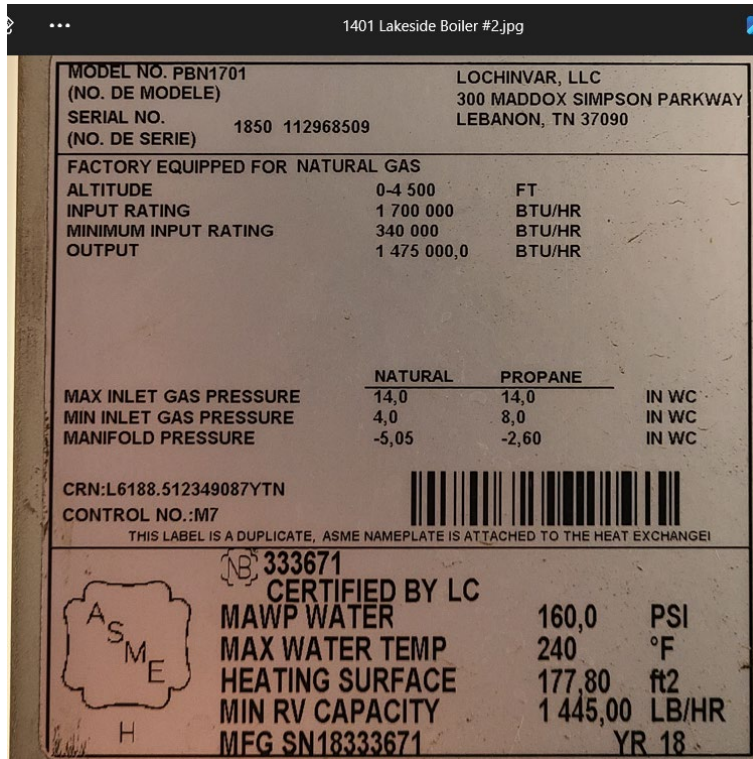 1401 Lakeside Boiler #2.jpg
MODEL NO. PBN1701 LOCHINVAR, LLC
(NO. DE MODELE) 300 MADDOX SIMPSON PARKWAY
SERIAL NO. LEBANON, TN 37090
(NO. DE SERIE) 1850 112968509
FACTORY EQUIPPED FOR NATURAL GAS
ALTITUDE 0-4 500 FT
INPUT RATING 1 700 000 BTU/HR
MINIMUM INPUT RATING 340 000 BTU/HR
OUTPUT 1 475 000,0 BTU/HR
NATURAL PROPANE
MAX INLET GAS PRESSURE 14,0 14,0 IN WC
MIN INLET GAS PRESSURE 4,0 8,0 IN WC
MANIFOLD PRESSURE -5,05 -2,60 IN WC
CRN:L6188.512349087YTN
CONTROL NO.:M7
THIS LABEL IS A DUPLICATE, ASME NAMEPLATE IS ATTACHED TO THE HEAT EXCHANGEI
NB 333671
CERTIFIED BY LC
ASME
MAWP WATER 160,0 PSI
MAX WATER TEMP 240 °F
HEATING SURFACE 177,80 ft2
MIN RV CAPACITY 1 445,00 LB/HR
H
MFG SN18333671 YR 18